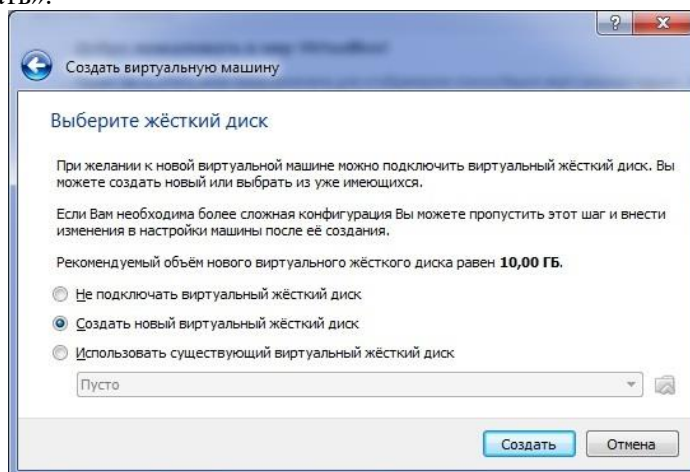 ать».
Создать виртуальную машину
Выберите жёсткий диск
При желании к новой виртуальной машине можно подключить виртуальный жёсткий диск. Вы
можете создать новый или выбрать из уже имеющихся.
Если Вам необходима более сложная конфигурация Вы можете пропустить этот шаг и внести
изменения в настройки машины после её создания.
Рекомендуемый объём нового виртуального жёсткого диска равен 10,00 ГБ.
Не подключать виртуальный жёсткий диск
Создать новый виртуальный жёсткий диск
Использовать существующий виртуальный жёсткий диск
Пусто
Создать Отмена